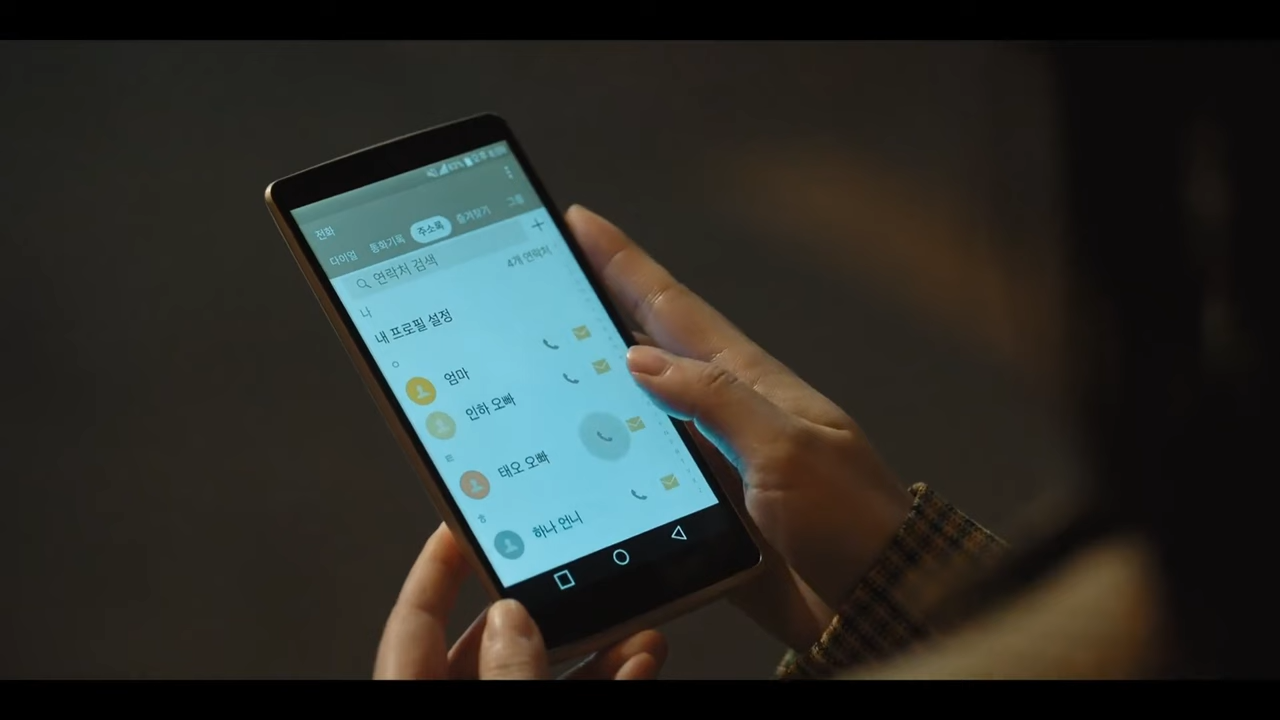 전화
다이얼 통화기록 주소록 즐겨찾기 그룹
연락처 검색
4개 연락처
나
내 프로필 설정
ㅇ
엄마
인하 오빠
ㅌ
태오 오빠
ㅎ
하나 언니